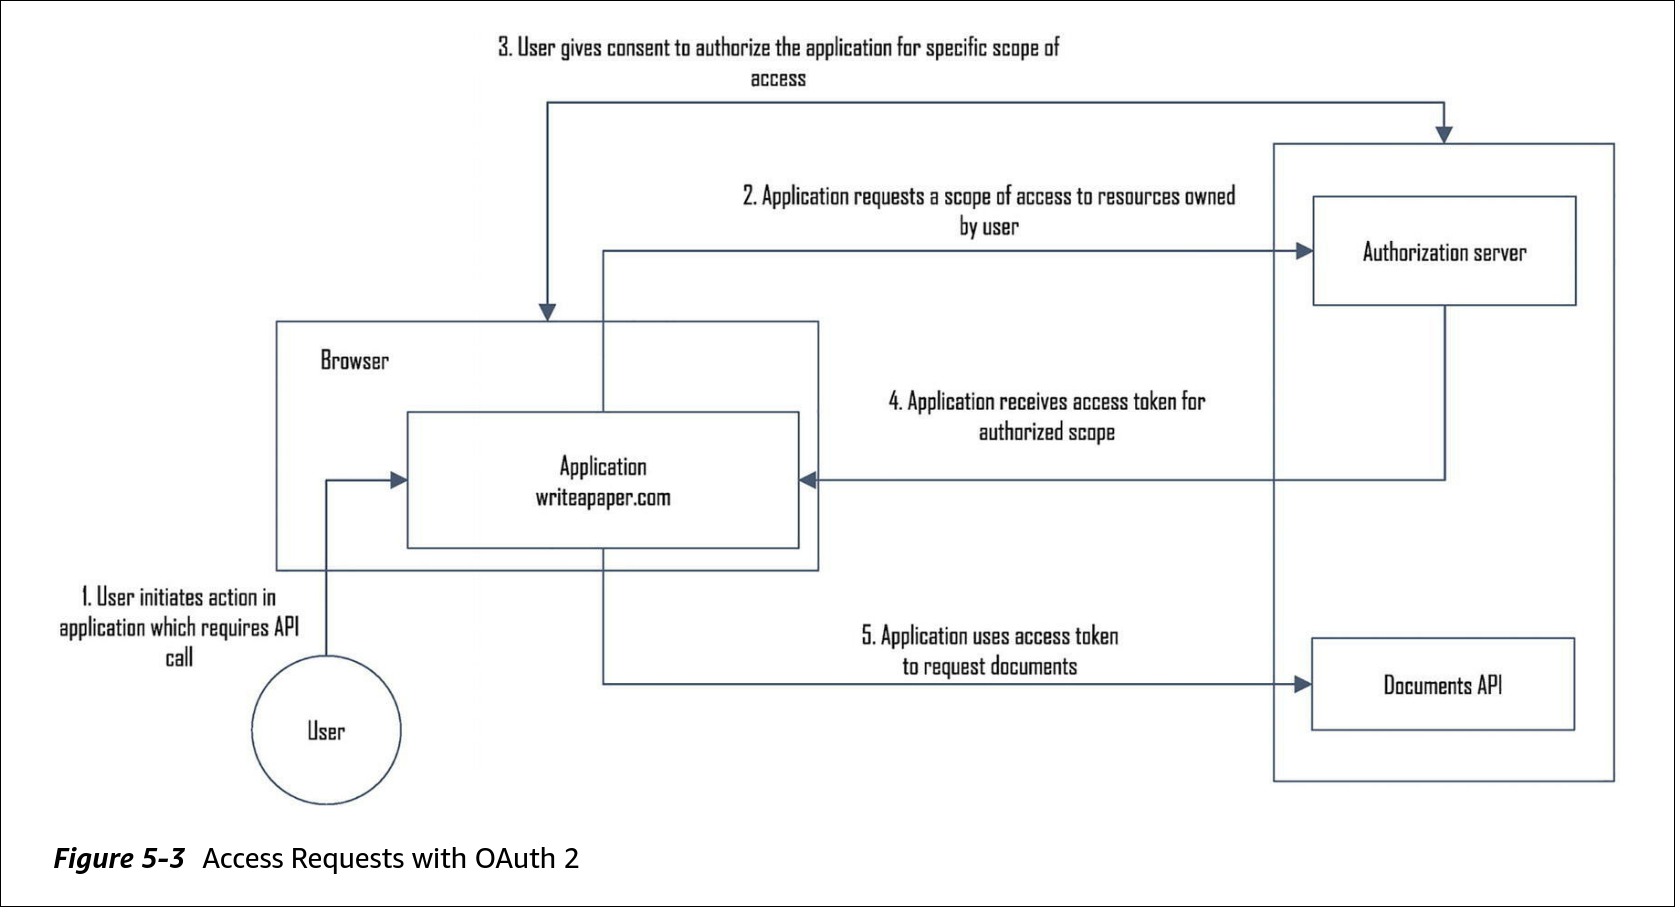 3. User gives consent to authorize the application for specific scope of
access
2. Application requests a scope of access to resources owned
by user
Authorization server
Browser
4. Application receives access token for
authorized scope
Application
writeapaper.com
1. User initiates action in
application which requires API
call
5. Application uses access token
to request documents
Documents API
User
Figure 5-3 Access Requests with OAuth 2